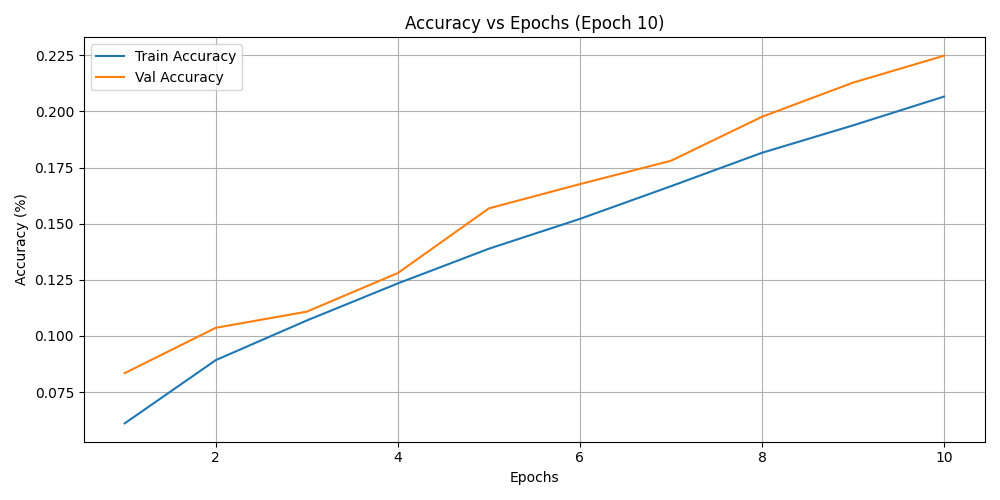 Accuracy vs Epochs (Epoch 10)
Train Accuracy
Val Accuracy
Accuracy (%)
0.225
0.200
0.175
0.150
0.125
0.100
0.075
2 4 6 8 10
Epochs